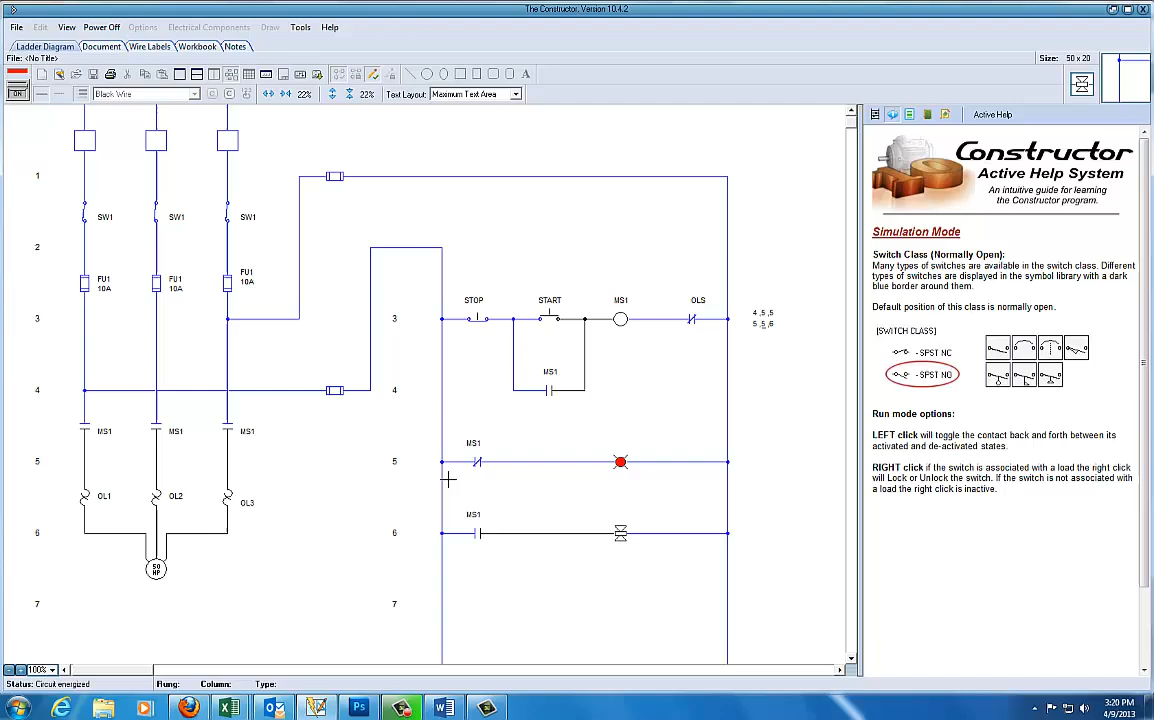 The Constructor. Version 10.4.2
File Edit View Power Off Options Electrical Components Draw Tools Help
Ladder Diagram Document Wire Labels Workbook Notes
File: <No Title>
Size: 50 x 20
ON
Black Wire
22%
22%
Text Layout: Maximum Text Area
Active Help
Constructor
Active Help System
An intuitive guide for learning
the Constructor program.
Simulation Mode
Switch Class (Normally Open):
Many types of switches are available in the switch class. Different
types of switches are displayed in the symbol library with a dark
blue border around them.
Default position of this class is normally open.
[SWITCH CLASS]
- SPST NC
- SPST NO
Run mode options:
LEFT click will toggle the contact back and forth between its
activated and de-activated states.
RIGHT click if the switch is associated with a load the right click
will Lock or Unlock the switch. If the switch is not associated with
a load the right click is inactive.
1
SW1 SW1 SW1
2
FU1
10A
FU1
10A
FU1
10A
3
3
STOP START MS1 OLS
4 ,5 ,5
5 ,5 ,6
4
4
MS1
MS1 MS1 MS1
5
5
MS1
OL1 OL2 OL3
6
6
MS1
50
HP
7
7
100%
Status: Circuit energized
Rung: Column: Type:
3:20 PM
4/9/2013